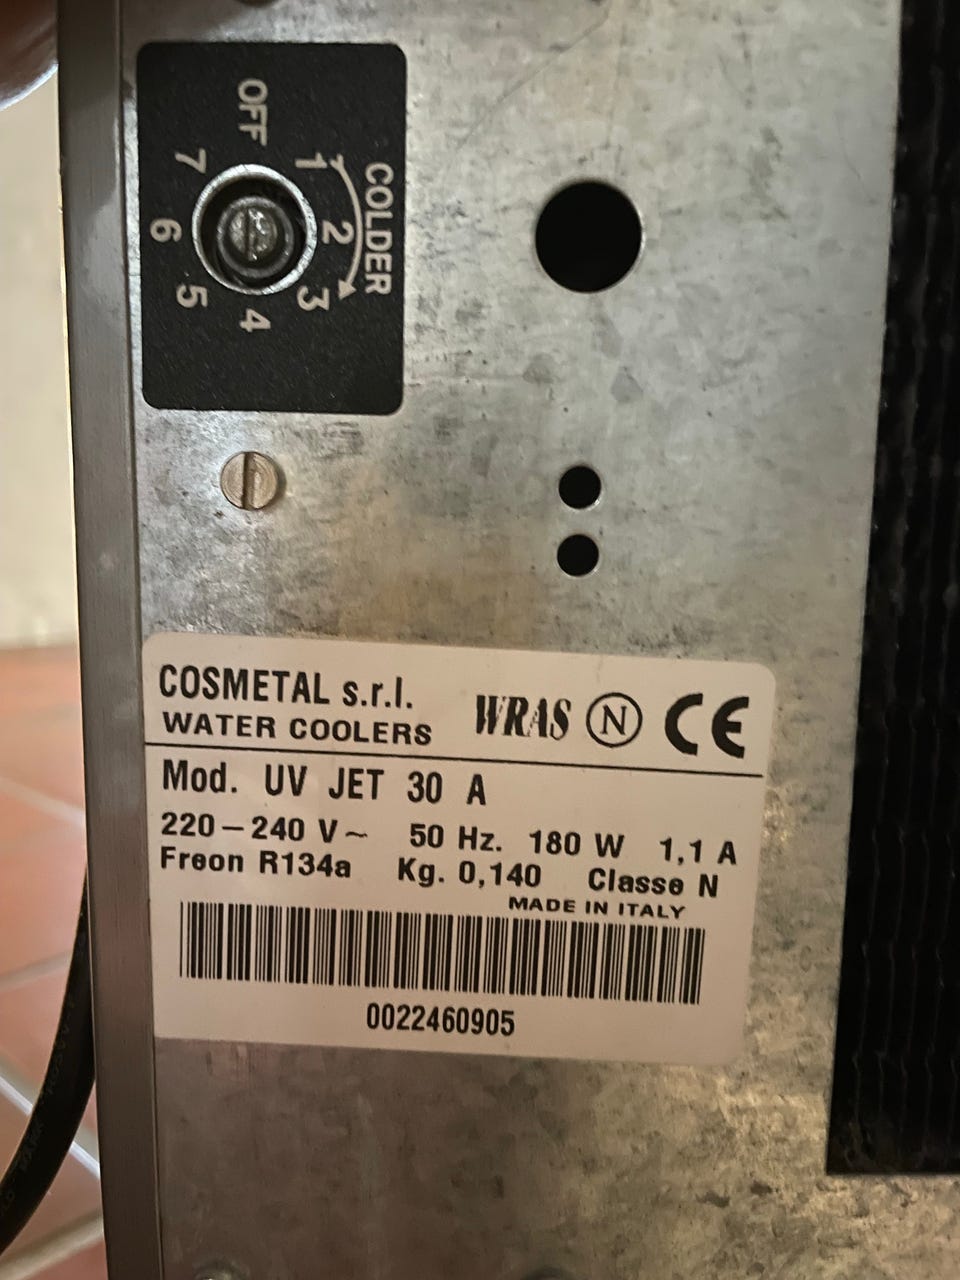 OFF
1
2
3
4
5
6
7
COLDER
COSMETAL s.r.l.
WATER COOLERS
WRAS N CE
Mod. UV JET 30 A
220-240 V~ 50 Hz. 180 W 1,1 A
Freon R134a Kg. 0,140 Classe N
MADE IN ITALY
0022460905